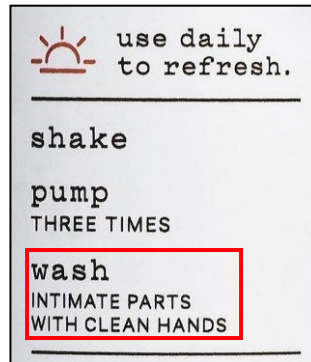 use daily
to refresh.
shake
pump
THREE TIMES
wash
INTIMATE PARTS
WITH CLEAN HANDS